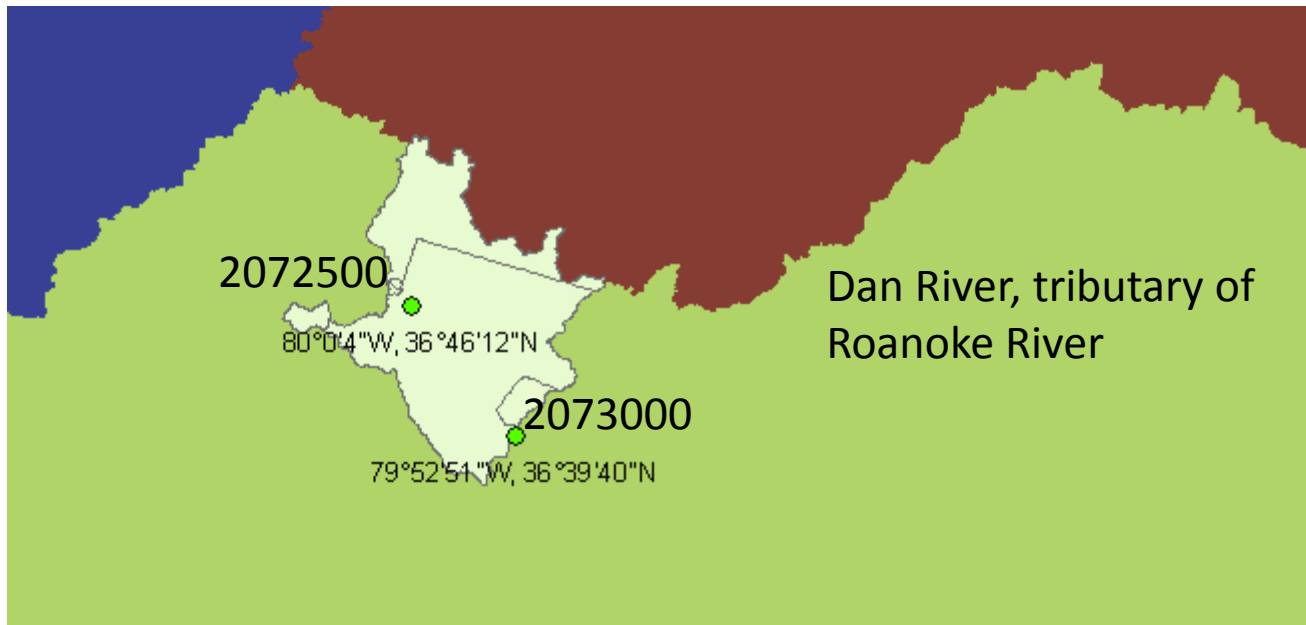 2072500
80°0'4"W, 36°46'12"N
Dan River, tributary of
Roanoke River
2073000
79°52'51"W, 36°39'40"N